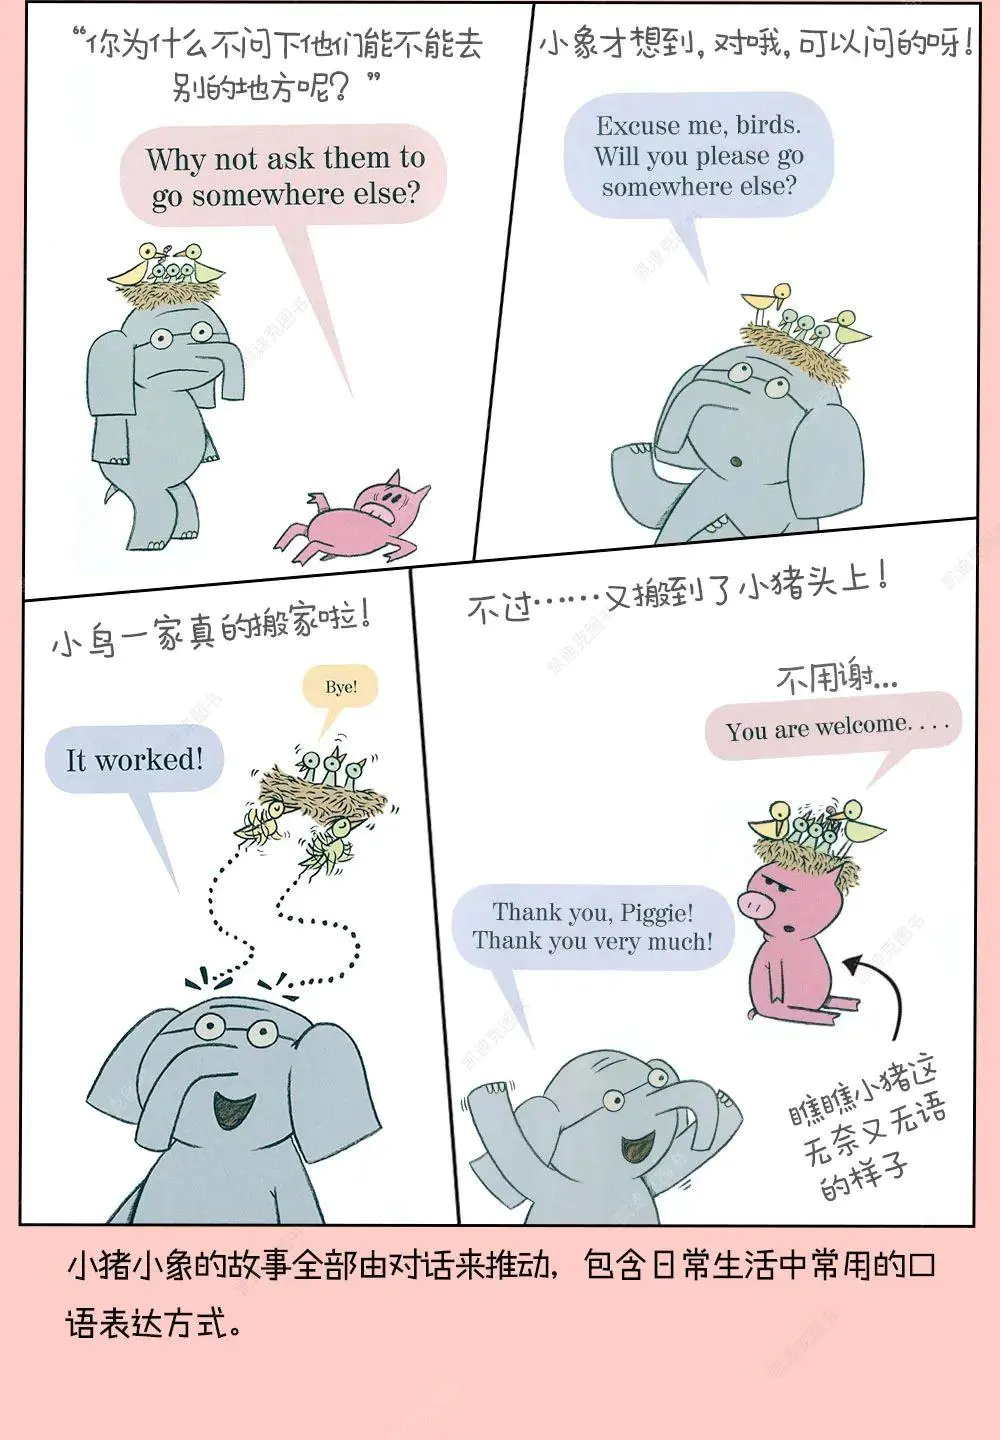 “你为什么不问下他们能不能去
别的地方呢？”
Why not ask them to
go somewhere else?
小象才想到，对哦，可以问的呀！
Excuse me, birds.
Will you please go
somewhere else?
小鸟一家真的搬家啦！
Bye!
It worked!
不过……又搬到了小猪头上！
不用谢...
You are welcome. . . .
Thank you, Piggie!
Thank you very much!
瞧瞧小猪这
无奈又无语
的样子
小猪小象的故事全部由对话来推动，包含日常生活中常用的口
语表达方式。
凯迪克图书